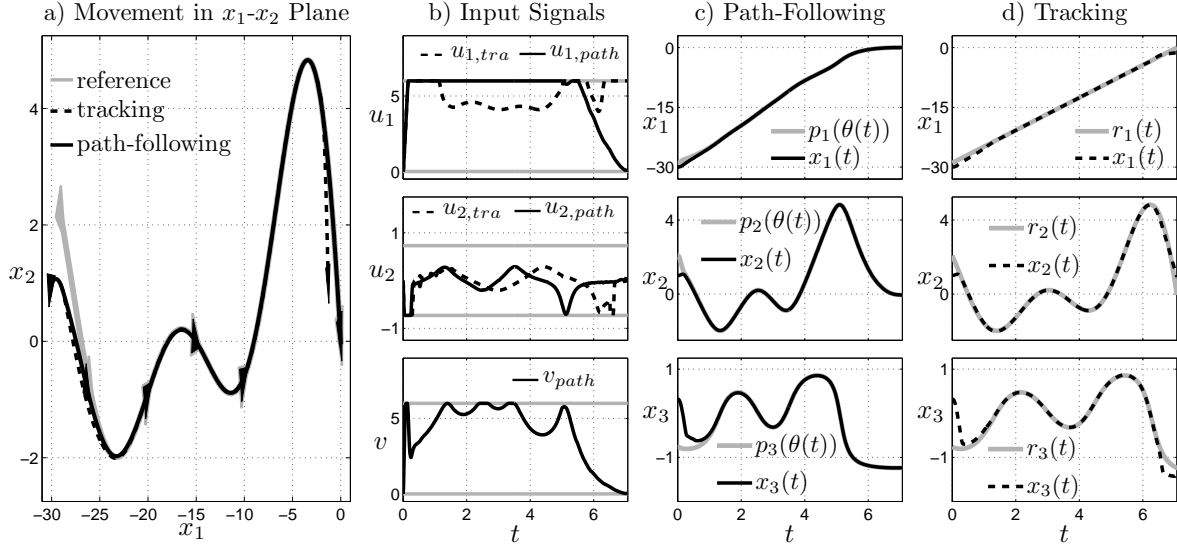 a) Movement in x₁-x₂ Plane
b) Input Signals
c) Path-Following
d) Tracking
4
2
0
−2
x₂
reference
tracking
path-following
−30 −25 −20 −15 −10 −5 0
x₁
5
0
u₁
u₁,tra u₁,path
−1
u₂
u₂,tra u₂,path
5
0
v
v_path
0 2 4 6
t
0
−15
−30
x₁
p₁(θ(t))
x₁(t)
4
0
x₂
p₂(θ(t))
x₂(t)
1
−1
x₃
p₃(θ(t))
x₃(t)
0 2 4 6
t
0
−15
−30
x₁
r₁(t)
x₁(t)
4
0
x₂
r₂(t)
x₂(t)
1
−1
x₃
r₃(t)
x₃(t)
0 2 4 6
t